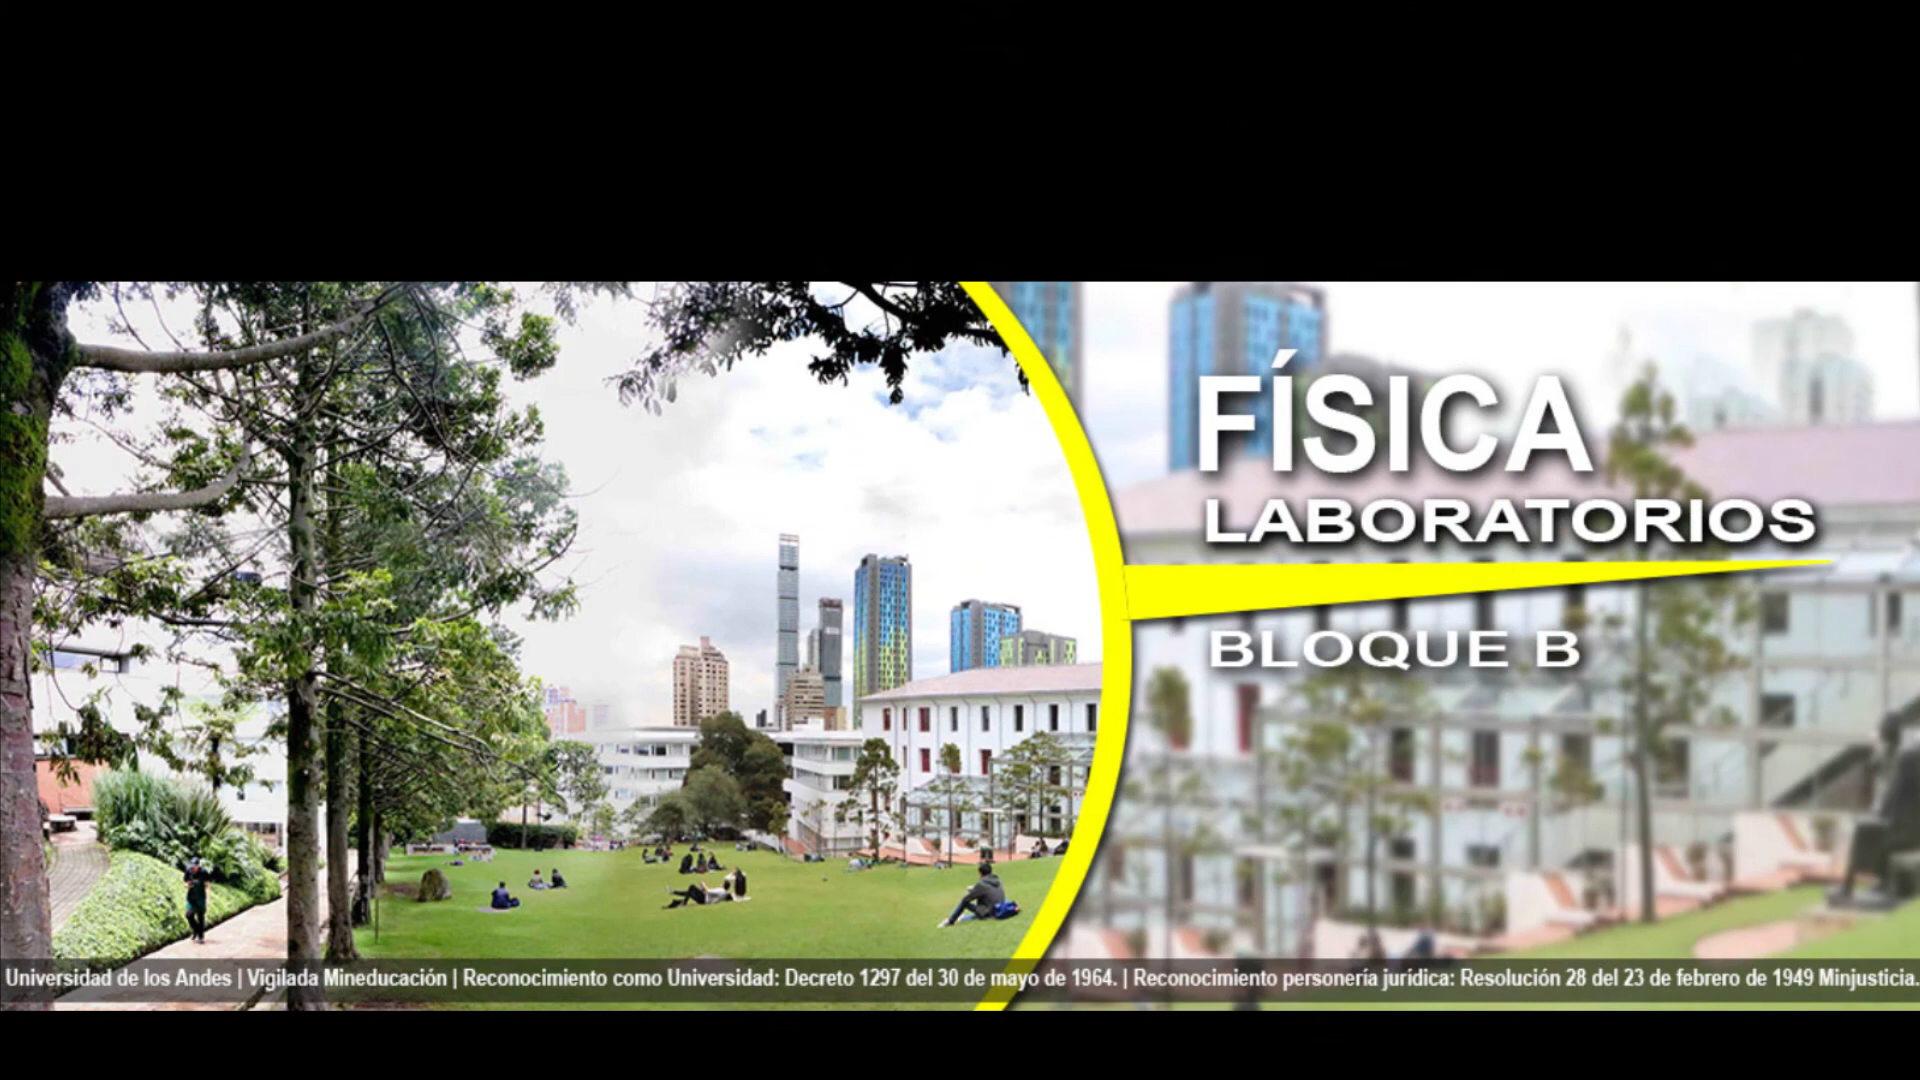 FÍSICA
LABORATORIOS
BLOQUE B
Universidad de los Andes | Vigilada Mineducación | Reconocimiento como Universidad: Decreto 1297 del 30 de mayo de 1964. | Reconocimiento personería jurídica: Resolución 28 del 23 de febrero de 1949 Minjusticia.